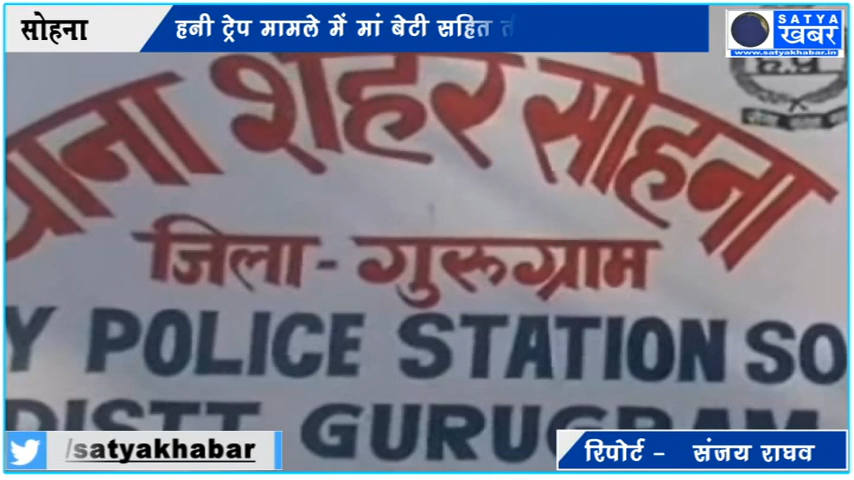 सोहना
हनी ट्रेप मामले में मां बेटी सहित
SATYA
खबर
www.satyakhabar.in
थाना शहर सोहना
जिला - गुरुग्राम
Y POLICE STATION SO
DISTT GURUGRAM
/satyakhabar
रिपोर्ट - संजय राघव